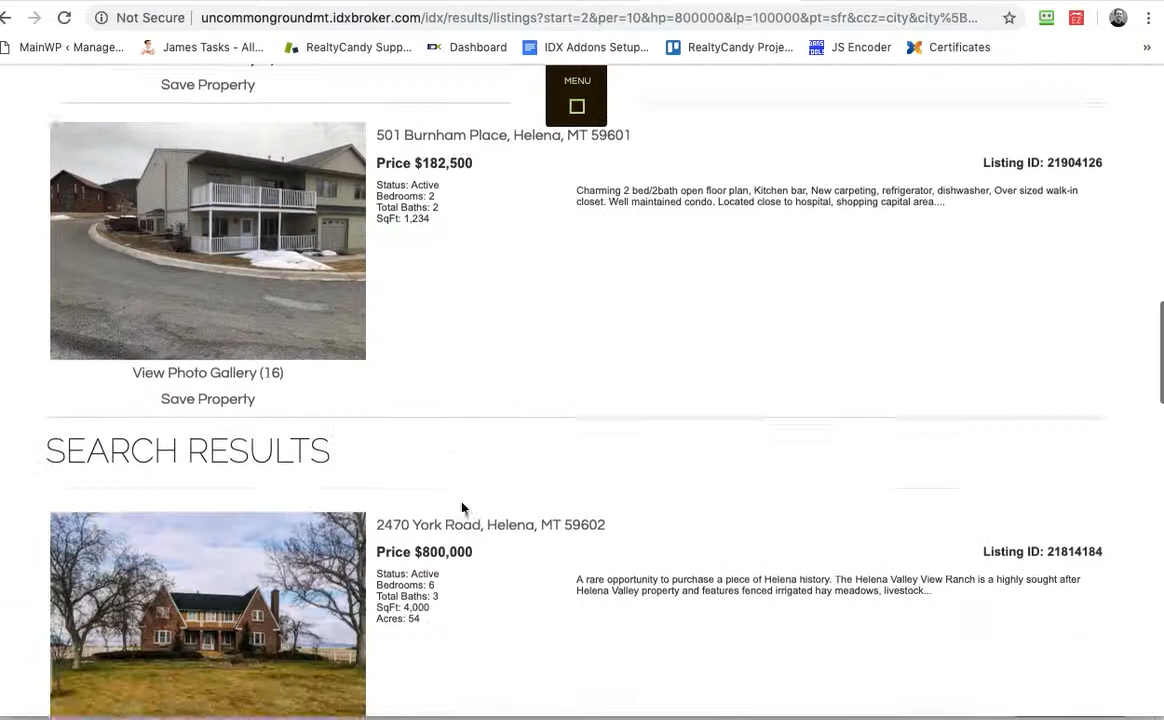 Not Secure uncommongroundmt.idxbroker.com/idx/results/listings?start=2&per=10&hp=800000&lp=100000&pt=sfr&ccz=city&city%5B...
MainWP ‹ Manage... James Tasks - All... RealtyCandy Supp... Dashboard IDX Addons Setup... RealtyCandy Proje... JS Encoder Certificates »
MENU
Save Property
501 Burnham Place, Helena, MT 59601
Price $182,500 Listing ID: 21904126
Status: Active
Bedrooms: 2
Total Baths: 2
SqFt: 1,234
Charming 2 bed/2bath open floor plan, Kitchen bar, New carpeting, refrigerator, dishwasher, Over sized walk-in
closet. Well maintained condo. Located close to hospital, shopping capital area....
View Photo Gallery (16)
Save Property
SEARCH RESULTS
2470 York Road, Helena, MT 59602
Price $800,000 Listing ID: 21814184
Status: Active
Bedrooms: 6
Total Baths: 3
SqFt: 4,000
Acres: 54
A rare opportunity to purchase a piece of Helena history. The Helena Valley View Ranch is a highly sought after
Helena Valley property and features fenced irrigated hay meadows, livestock...